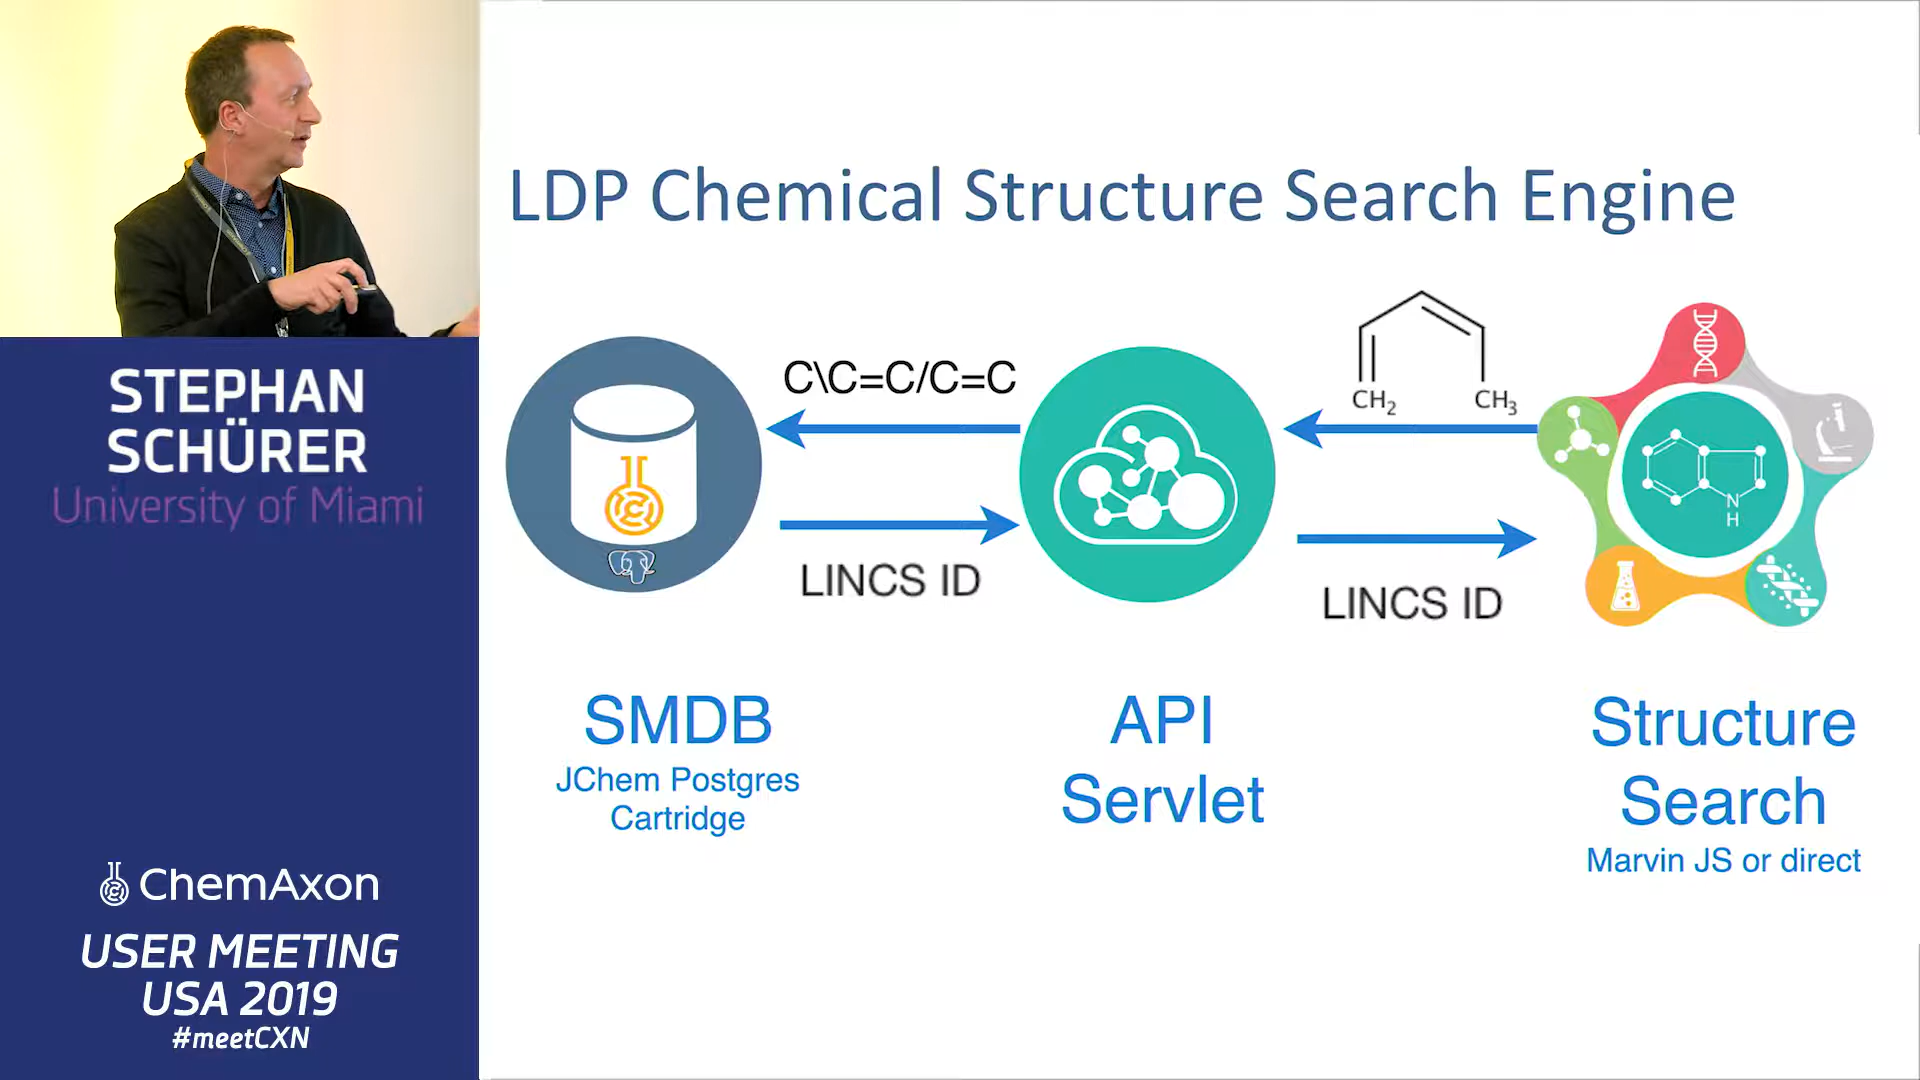 STEPHAN
SCHÜRER
University of Miami
ChemAxon
USER MEETING
USA 2019
#meetCXN
LDP Chemical Structure Search Engine
C\C=C/C=C
LINCS ID
CH₂
CH₃
LINCS ID
N
H
SMDB
JChem Postgres
Cartridge
API
Servlet
Structure
Search
Marvin JS or direct